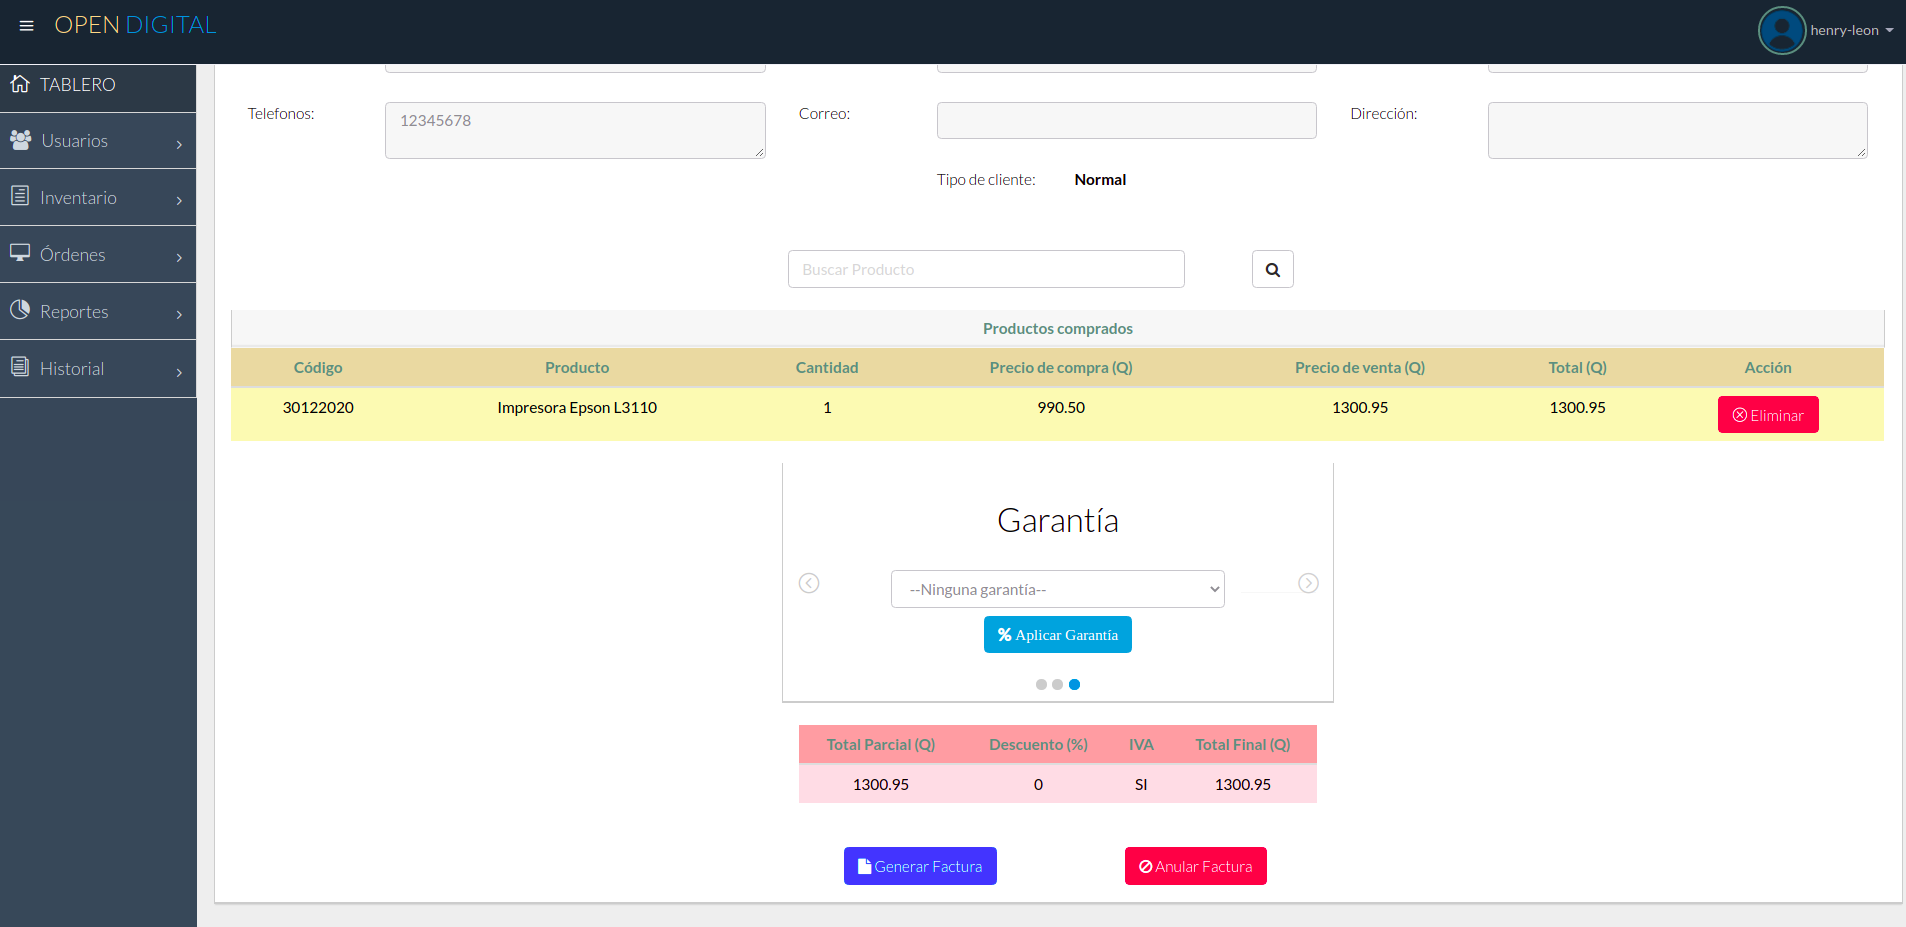 OPEN DIGITAL
henry-leon
TABLERO
Usuarios
Inventario
Órdenes
Reportes
Historial
Telefonos:
12345678
Correo:
Dirección:
Tipo de cliente: Normal
Buscar Producto
Productos comprados
Código Producto Cantidad Precio de compra (Q) Precio de venta (Q) Total (Q) Acción
30122020 Impresora Epson L3110 1 990.50 1300.95 1300.95 Eliminar
Garantía
--Ninguna garantía--
% Aplicar Garantía
Total Parcial (Q) Descuento (%) IVA Total Final (Q)
1300.95 0 SI 1300.95
Generar Factura
Anular Factura